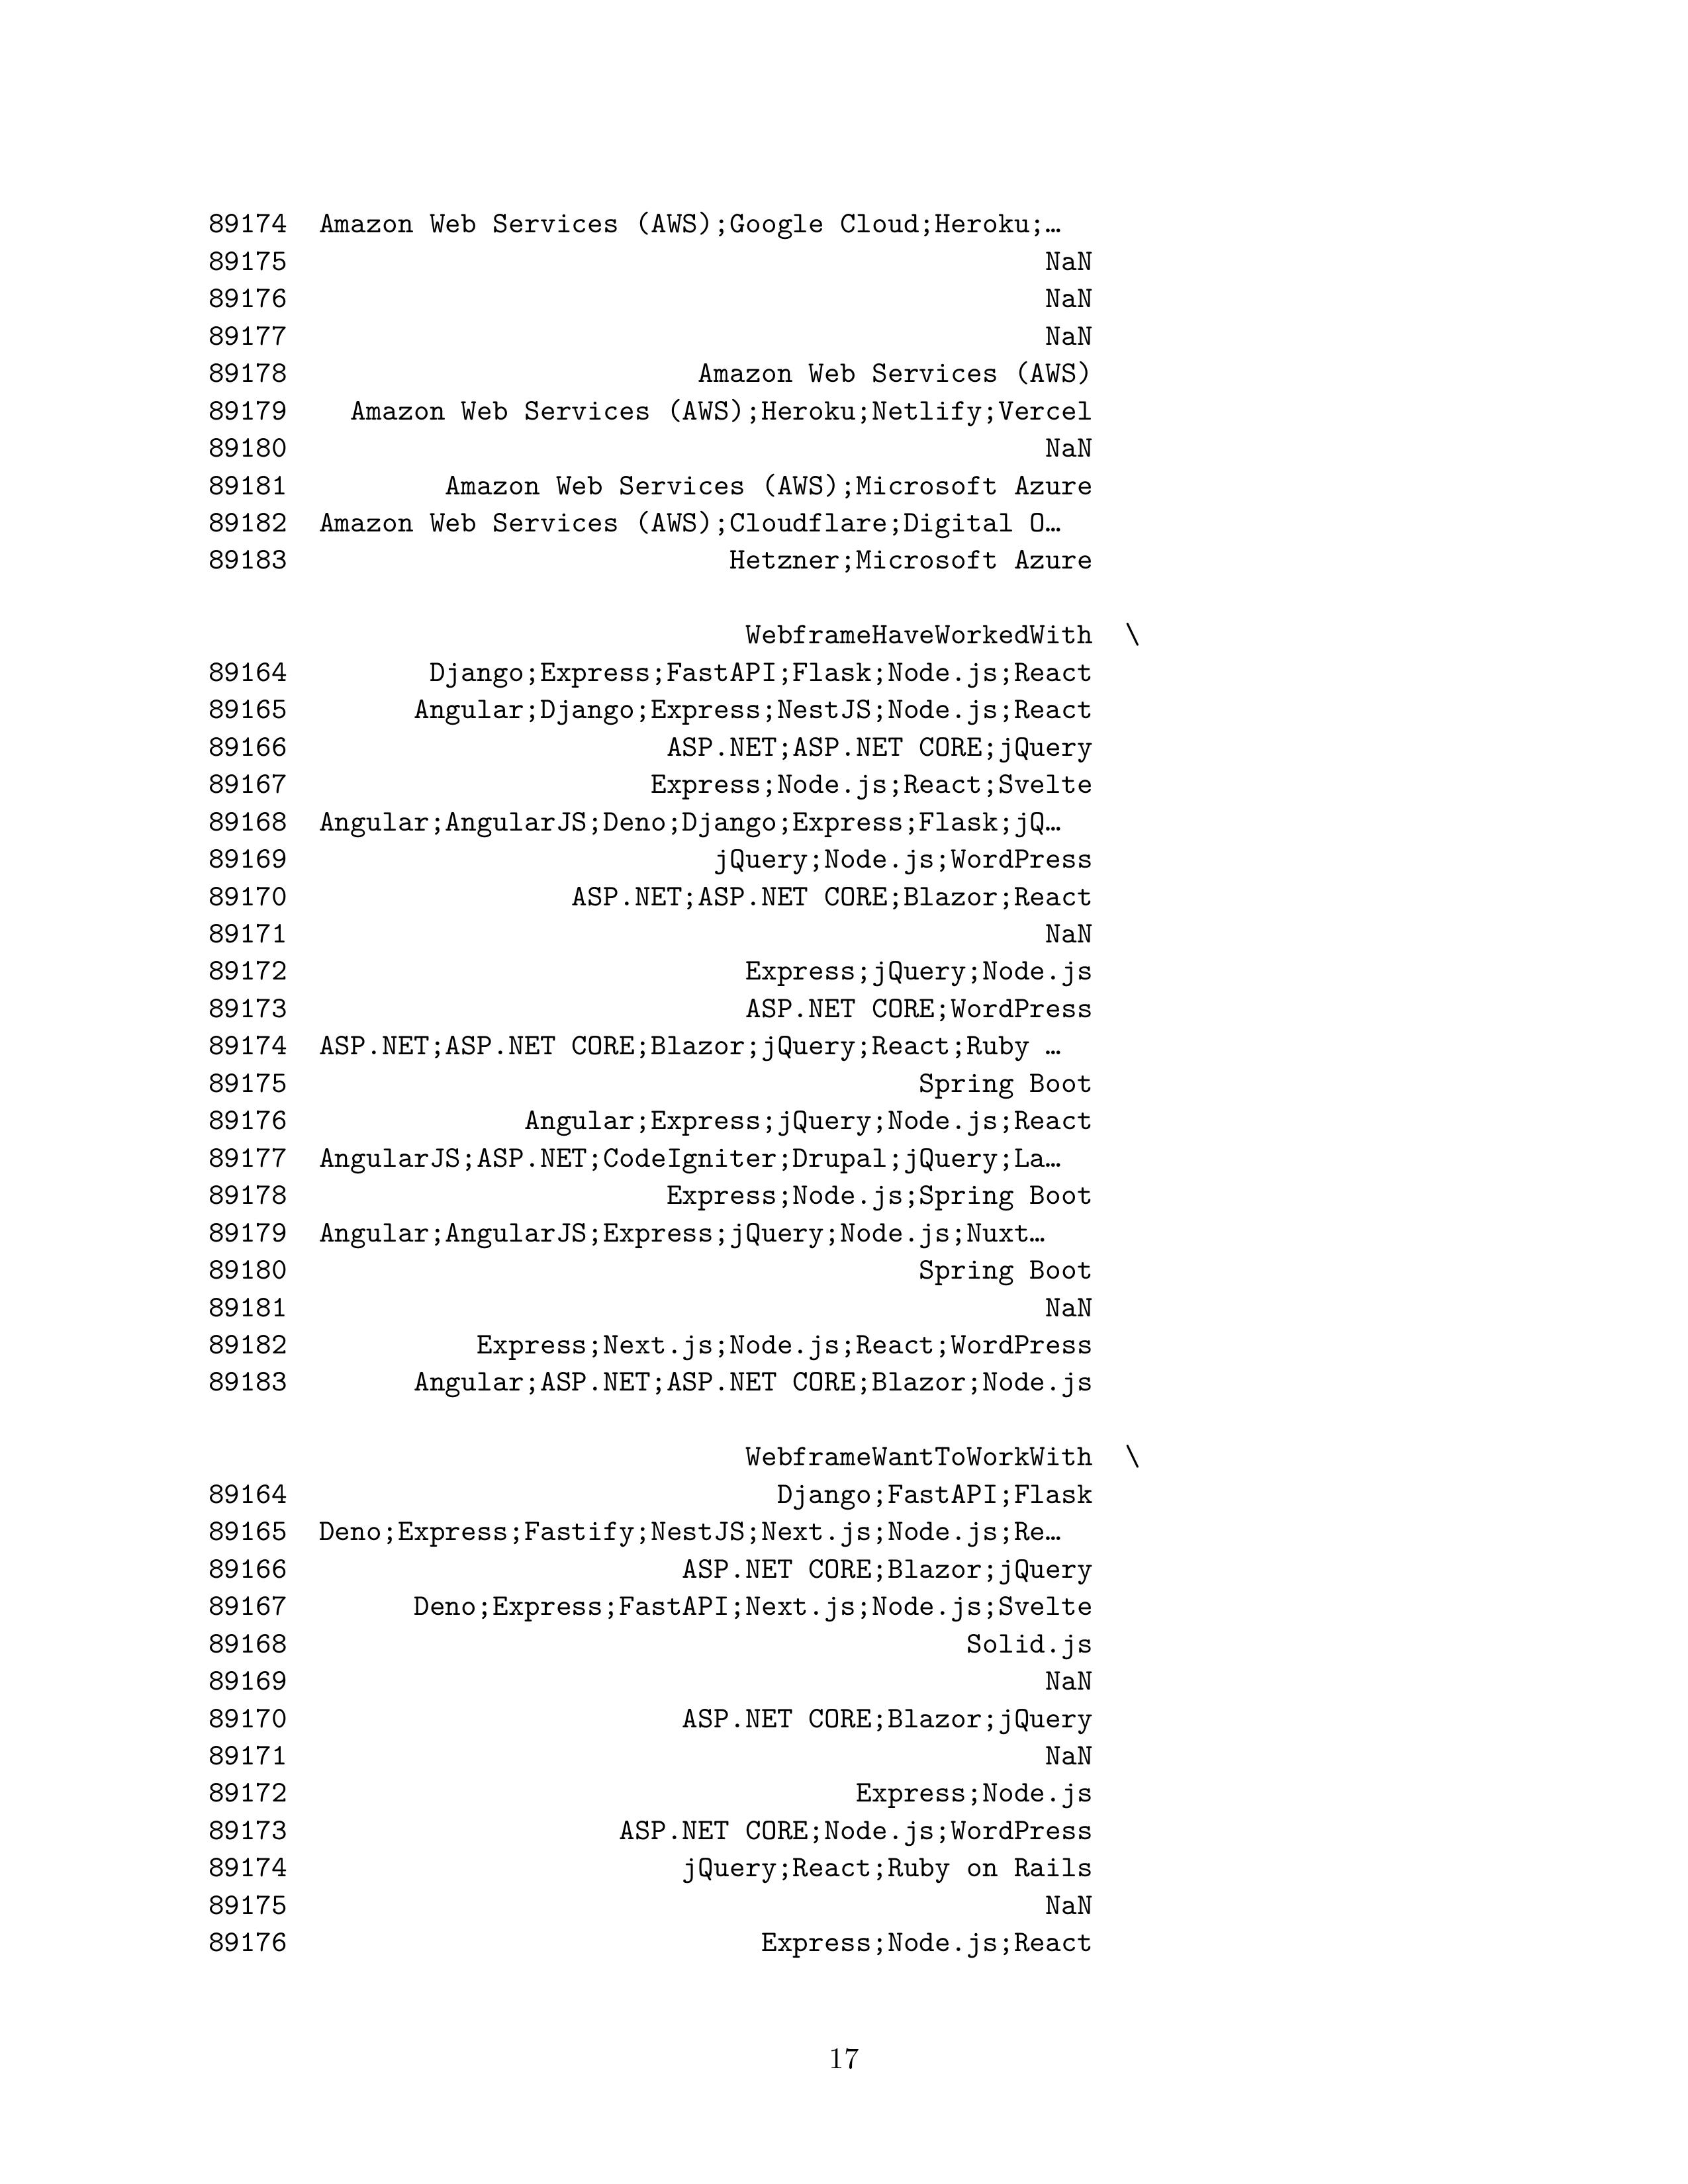 89174  Amazon Web Services (AWS);Google Cloud;Heroku;…
89175                                              NaN
89176                                              NaN
89177                                              NaN
89178                        Amazon Web Services (AWS)
89179  Amazon Web Services (AWS);Heroku;Netlify;Vercel
89180                                              NaN
89181        Amazon Web Services (AWS);Microsoft Azure
89182  Amazon Web Services (AWS);Cloudflare;Digital O…
89183                          Hetzner;Microsoft Azure

WebframeHaveWorkedWith  \
89164         Django;Express;FastAPI;Flask;Node.js;React
89165          Angular;Django;Express;NestJS;Node.js;React
89166                      ASP.NET;ASP.NET CORE;jQuery
89167                      Express;Node.js;React;Svelte
89168  Angular;AngularJS;Deno;Django;Express;Flask;jQ…
89169                          jQuery;Node.js;WordPress
89170                ASP.NET;ASP.NET CORE;Blazor;React
89171                                              NaN
89172                            Express;jQuery;Node.js
89173                            ASP.NET CORE;WordPress
89174  ASP.NET;ASP.NET CORE;Blazor;jQuery;React;Ruby …
89175                                      Spring Boot
89176              Angular;Express;jQuery;Node.js;React
89177  AngularJS;ASP.NET;CodeIgniter;Drupal;jQuery;La…
89178                      Express;Node.js;Spring Boot
89179  Angular;AngularJS;Express;jQuery;Node.js;Nuxt…
89180                                      Spring Boot
89181                                              NaN
89182          Express;Next.js;Node.js;React;WordPress
89183      Angular;ASP.NET;ASP.NET CORE;Blazor;Node.js

WebframeWantToWorkWith  \
89164                              Django;FastAPI;Flask
89165  Deno;Express;Fastify;NestJS;Next.js;Node.js;Re…
89166                        ASP.NET CORE;Blazor;jQuery
89167      Deno;Express;FastAPI;Next.js;Node.js;Svelte
89168                                         Solid.js
89169                                              NaN
89170                        ASP.NET CORE;Blazor;jQuery
89171                                              NaN
89172                                  Express;Node.js
89173                    ASP.NET CORE;Node.js;WordPress
89174                        jQuery;React;Ruby on Rails
89175                                              NaN
89176                            Express;Node.js;React

17